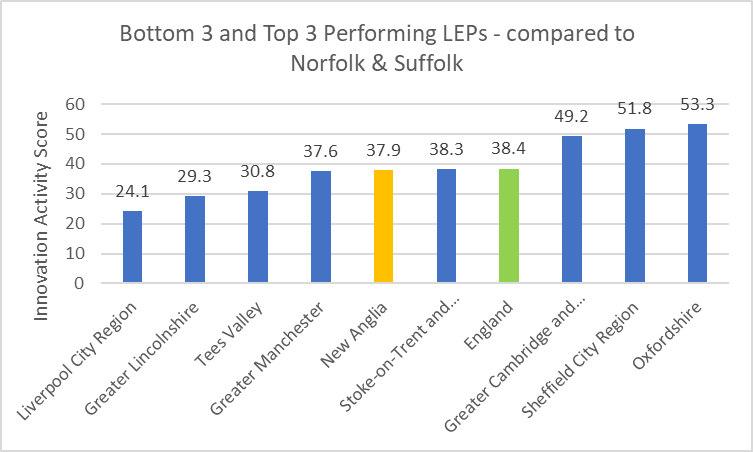 Bottom 3 and Top 3 Performing LEPs - compared to
Norfolk & Suffolk
Innovation Activity Score
60
50
40
30
20
10
0
24.1
29.3
30.8
37.6
37.9
38.3
38.4
49.2
51.8
53.3
Liverpool City Region
Greater Lincolnshire
Tees Valley
Greater Manchester
New Anglia
Stoke-on-Trent and...
England
Greater Cambridge and...
Sheffield City Region
Oxfordshire